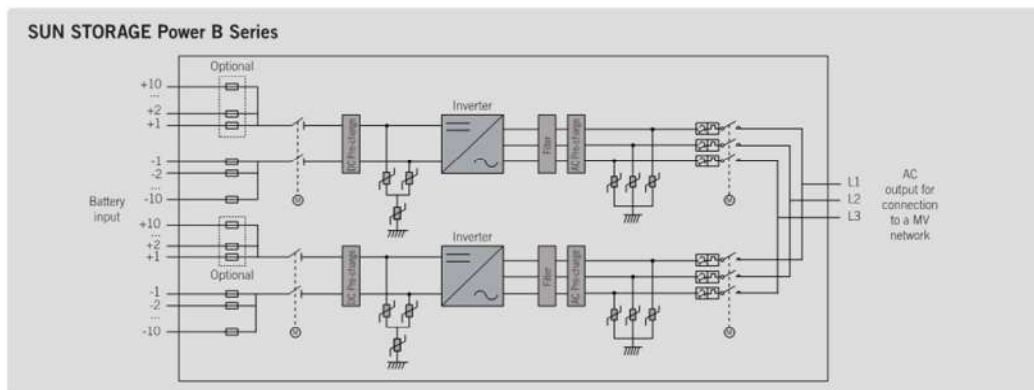 SUN STORAGE Power B Series
Optional
+10
...
+2
+1
-1
-2
...
-10
Battery
input
DC Pre-charge
Inverter
Filter
AC Pre-charge
M
M
L1
L2
L3
AC
output for
connection
to a MV
network
+10
...
+2
+1
Optional
-1
-2
...
-10
DC Pre-charge
Inverter
Filter
AC Pre-charge
M
M